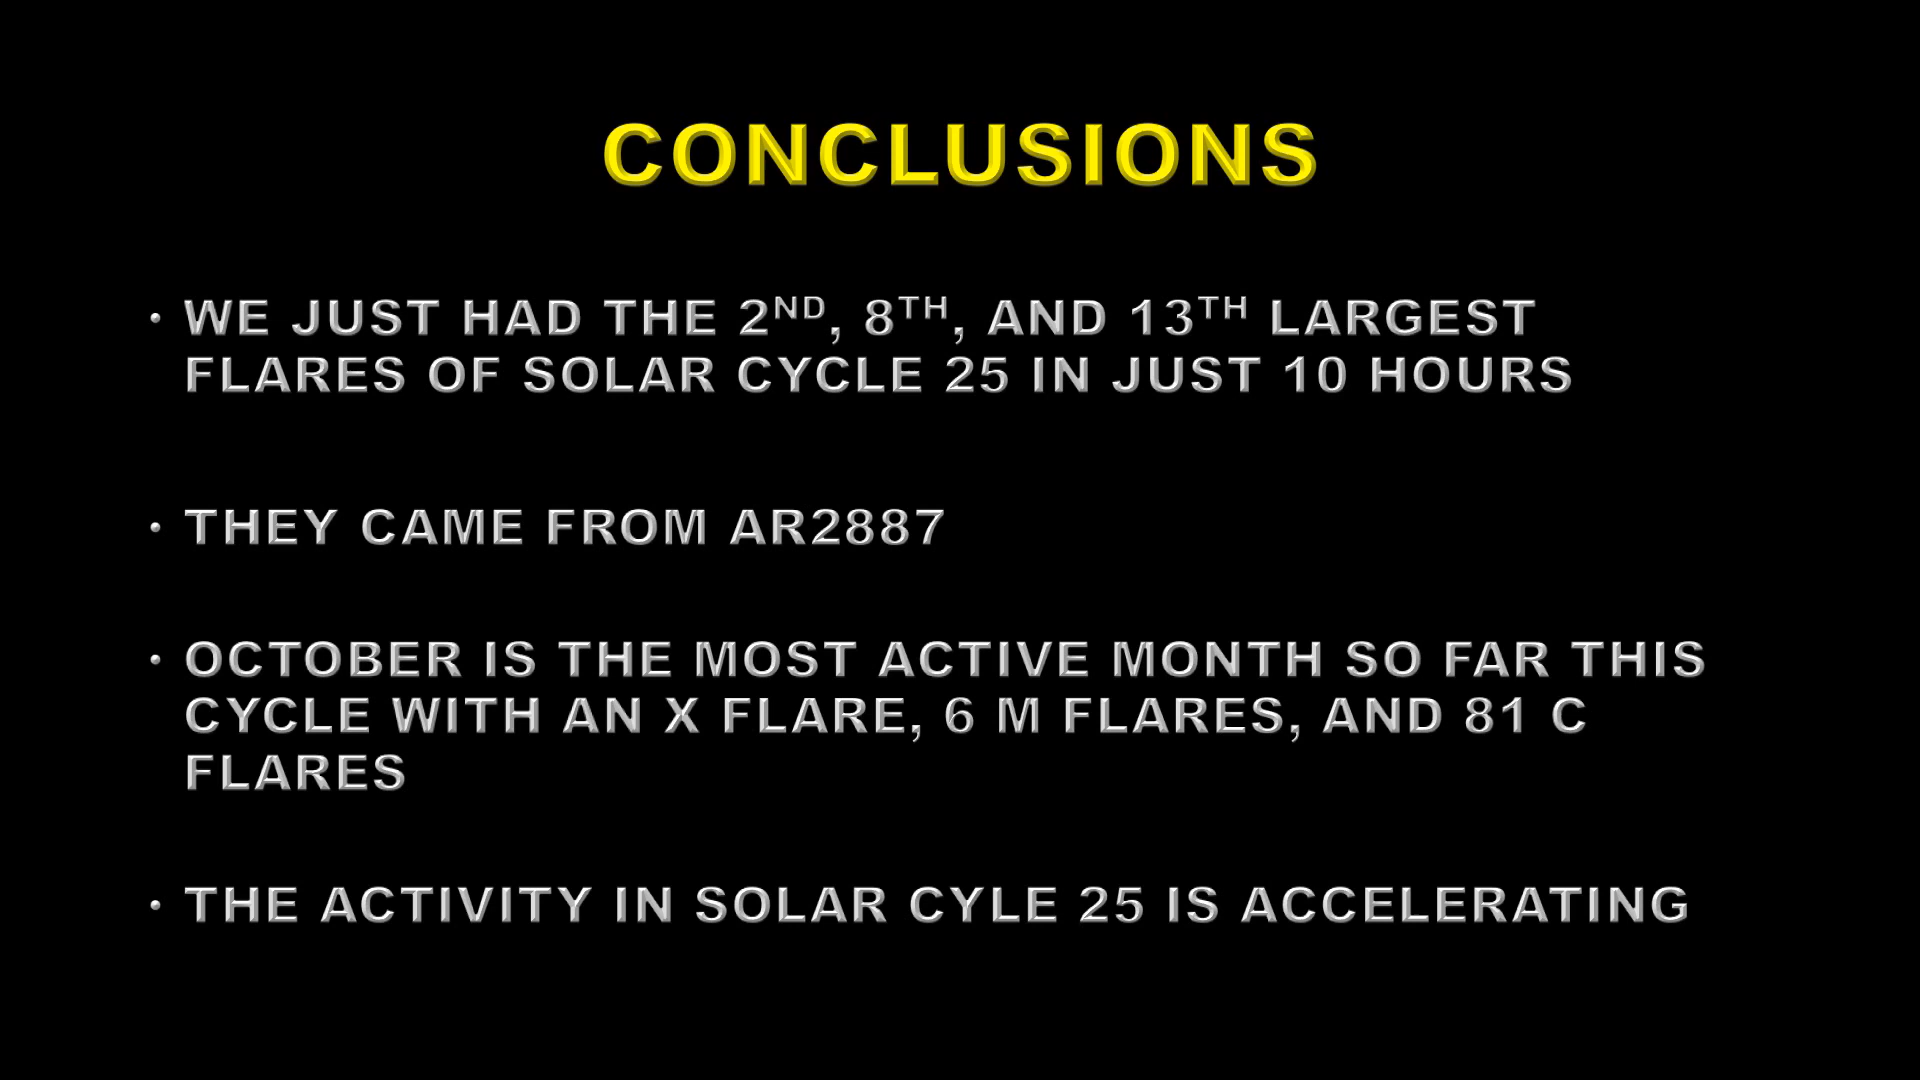 CONCLUSIONS
• WE JUST HAD THE 2ND, 8TH, AND 13TH LARGEST
FLARES OF SOLAR CYCLE 25 IN JUST 10 HOURS
• THEY CAME FROM AR2887
• OCTOBER IS THE MOST ACTIVE MONTH SO FAR THIS
CYCLE WITH AN X FLARE, 6 M FLARES, AND 81 C
FLARES
• THE ACTIVITY IN SOLAR CYLE 25 IS ACCELERATING